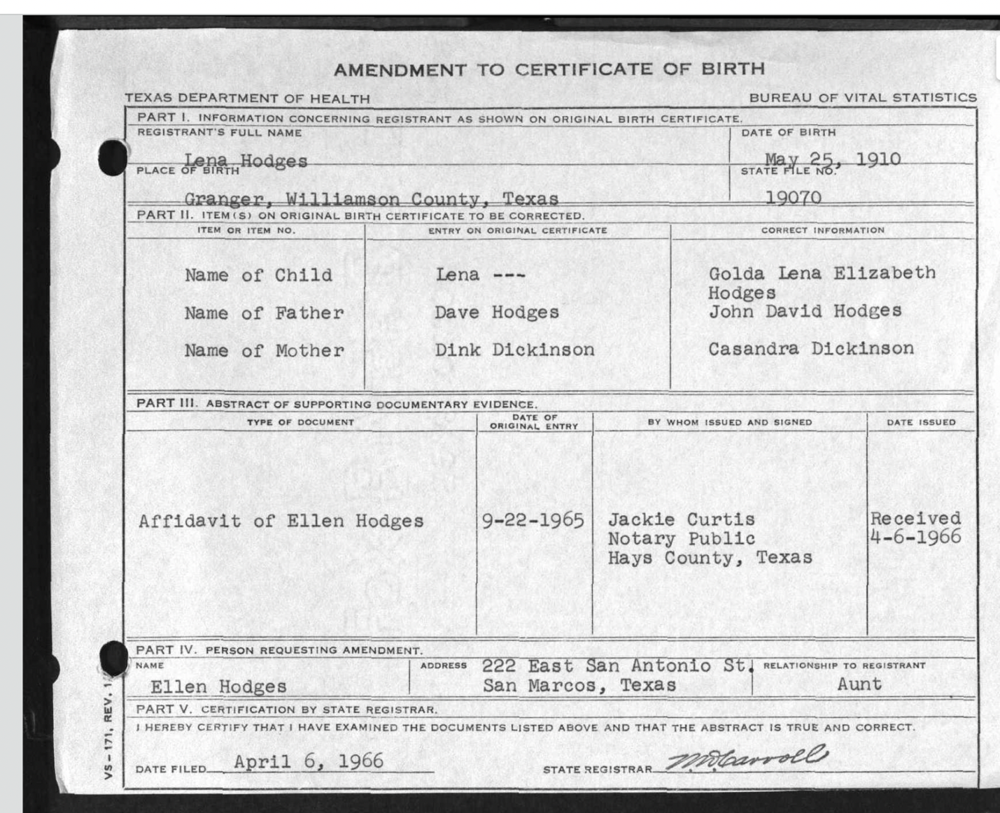 AMENDMENT TO CERTIFICATE OF BIRTH
TEXAS DEPARTMENT OF HEALTH BUREAU OF VITAL STATISTICS
PART I. INFORMATION CONCERNING REGISTRANT AS SHOWN ON ORIGINAL BIRTH CERTIFICATE.
REGISTRANT'S FULL NAME DATE OF BIRTH
Lena Hodges May 25, 1910
PLACE OF BIRTH STATE FILE NO.
Granger, Williamson County, Texas 19070
PART II. ITEM(S) ON ORIGINAL BIRTH CERTIFICATE TO BE CORRECTED.
ITEM OR ITEM NO. ENTRY ON ORIGINAL CERTIFICATE CORRECT INFORMATION
Name of Child Lena --- Golda Lena Elizabeth
Hodges
Name of Father Dave Hodges John David Hodges
Name of Mother Dink Dickinson Casandra Dickinson
PART III. ABSTRACT OF SUPPORTING DOCUMENTARY EVIDENCE.
TYPE OF DOCUMENT DATE OF ORIGINAL ENTRY BY WHOM ISSUED AND SIGNED DATE ISSUED
Affidavit of Ellen Hodges 9-22-1965 Jackie Curtis Received
Notary Public 4-6-1966
Hays County, Texas
PART IV. PERSON REQUESTING AMENDMENT.
NAME ADDRESS 222 East San Antonio St. RELATIONSHIP TO REGISTRANT
Ellen Hodges San Marcos, Texas Aunt
PART V. CERTIFICATION BY STATE REGISTRAR.
I HEREBY CERTIFY THAT I HAVE EXAMINED THE DOCUMENTS LISTED ABOVE AND THAT THE ABSTRACT IS TRUE AND CORRECT.
DATE FILED April 6, 1966 STATE REGISTRAR
VS - 171, REV. 1